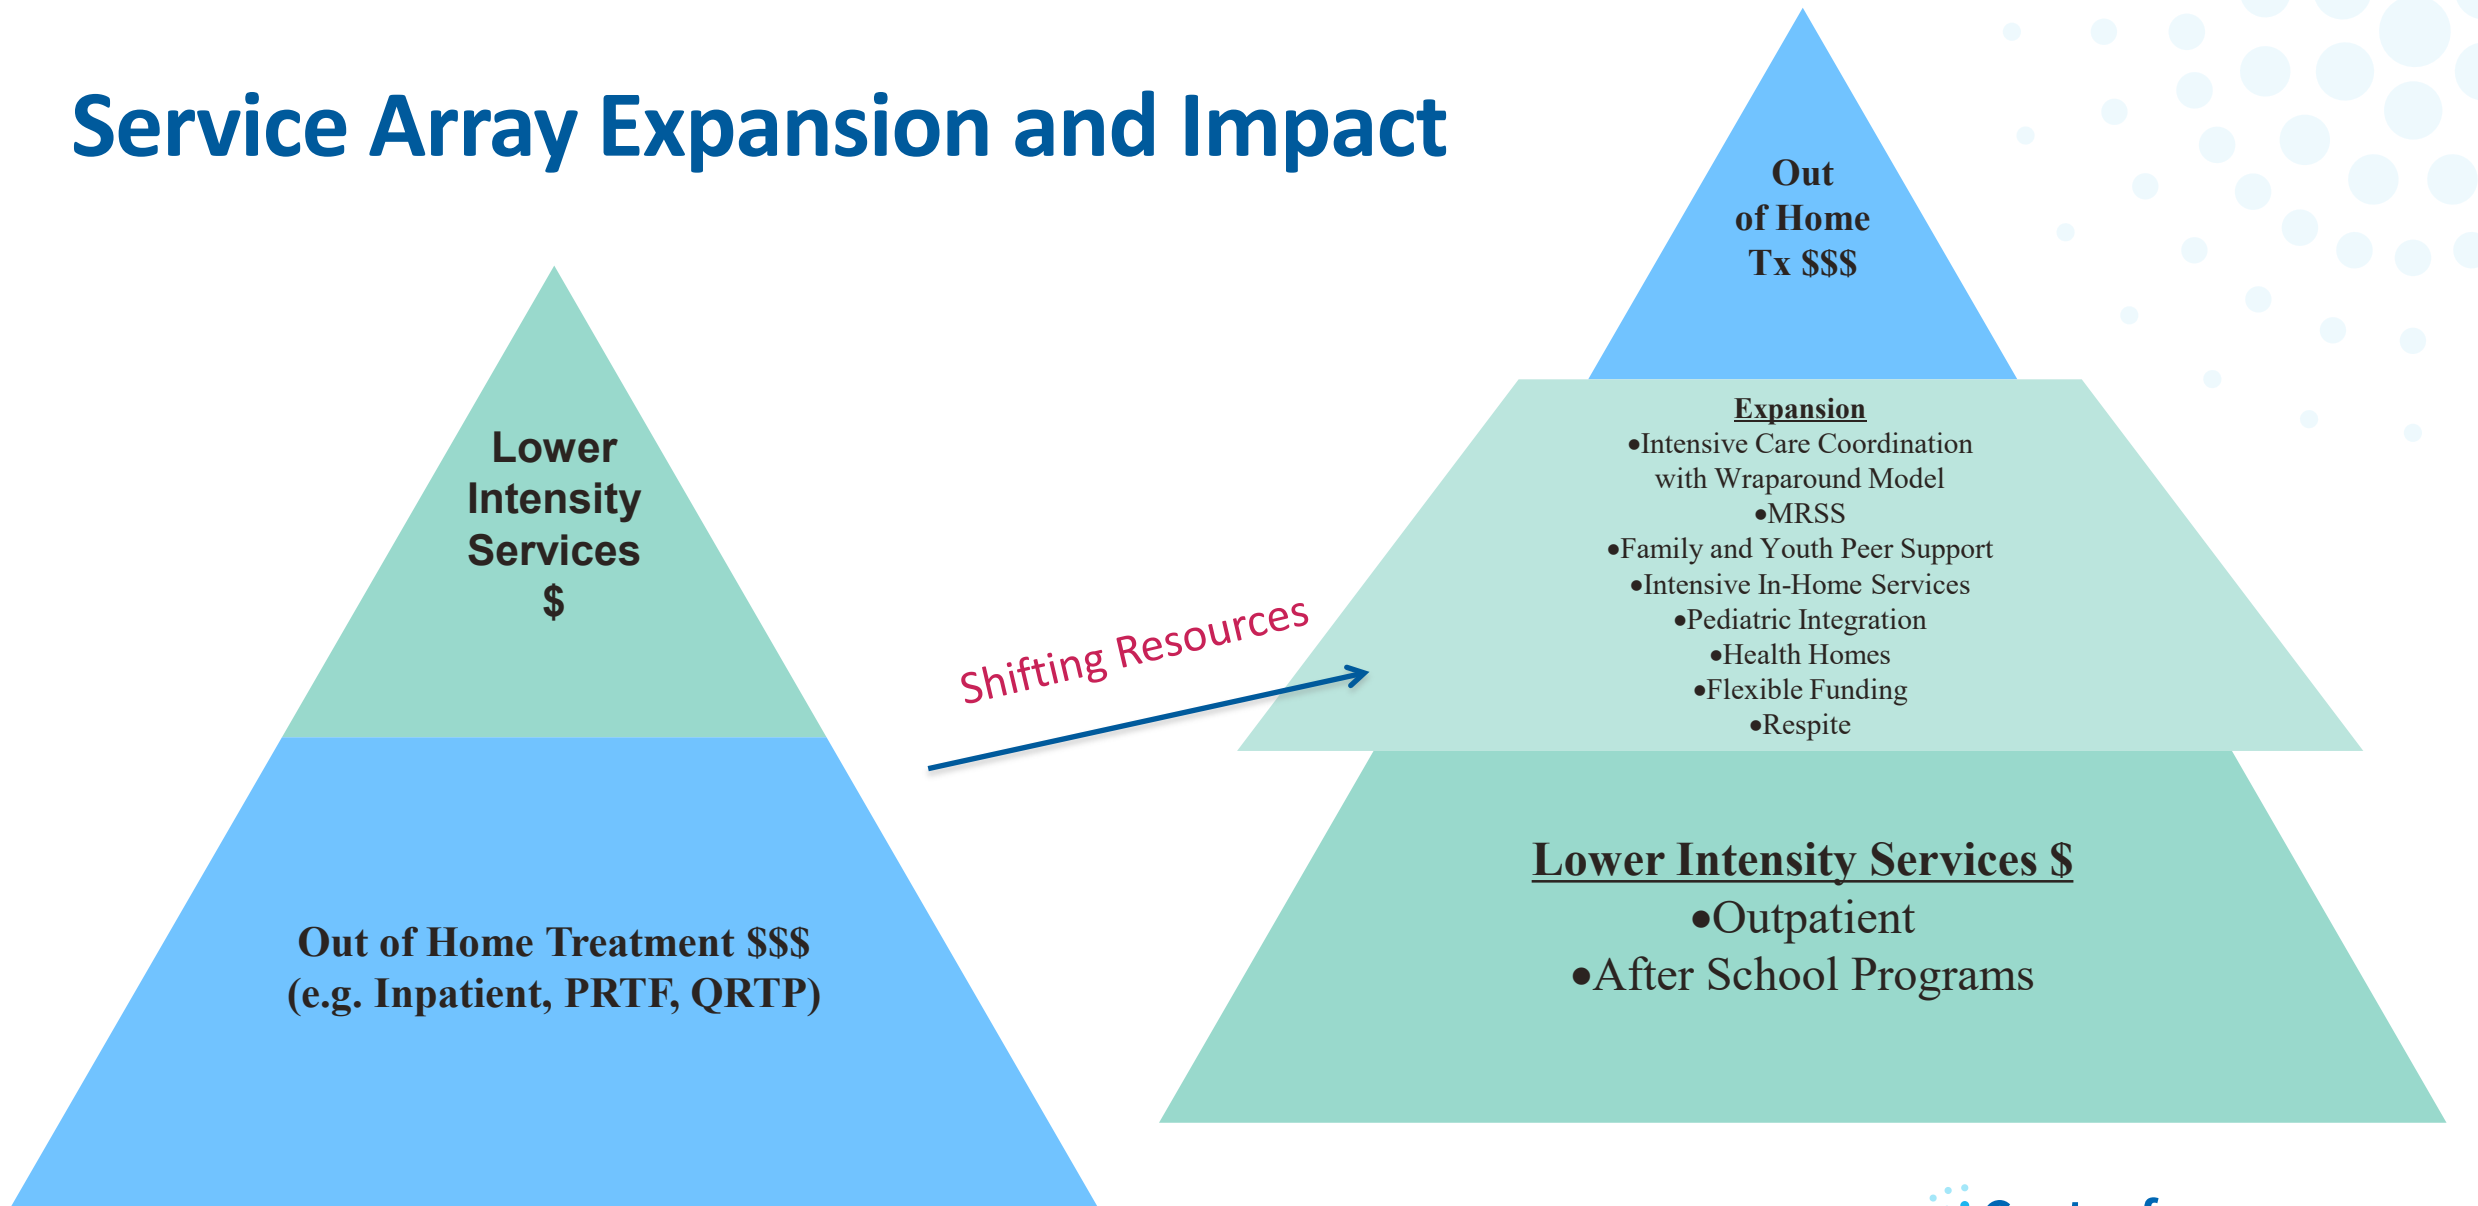 Service Array Expansion and Impact
Lower
Intensity
Services
$
Out of Home Treatment $$$
(e.g. Inpatient, PRTF, QRTP)
Shifting Resources
Out
of Home
Tx $$$
Expansion
•Intensive Care Coordination
with Wraparound Model
•MRSS
•Family and Youth Peer Support
•Intensive In-Home Services
•Pediatric Integration
•Health Homes
•Flexible Funding
•Respite
Lower Intensity Services $
•Outpatient
•After School Programs